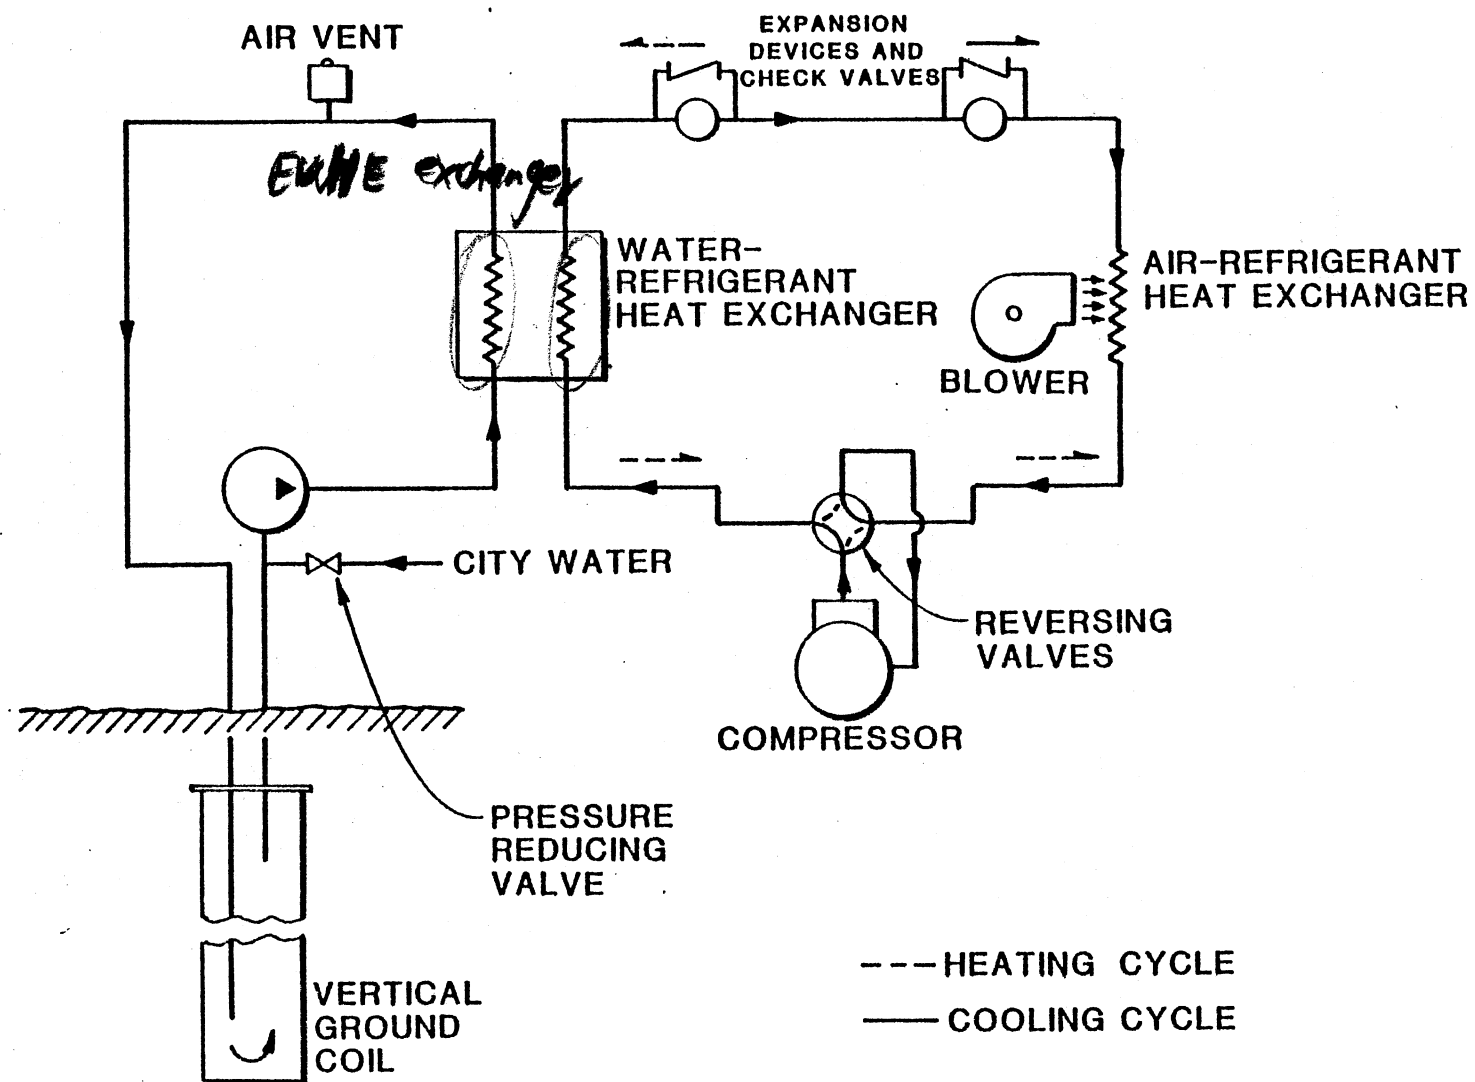 AIR VENT
EXPANSION
DEVICES AND
CHECK VALVES
exchanger
WATER-
REFRIGERANT
HEAT EXCHANGER
AIR-REFRIGERANT
HEAT EXCHANGER
BLOWER
CITY WATER
REVERSING
VALVES
COMPRESSOR
PRESSURE
REDUCING
VALVE
VERTICAL
GROUND
COIL
--- HEATING CYCLE
— COOLING CYCLE